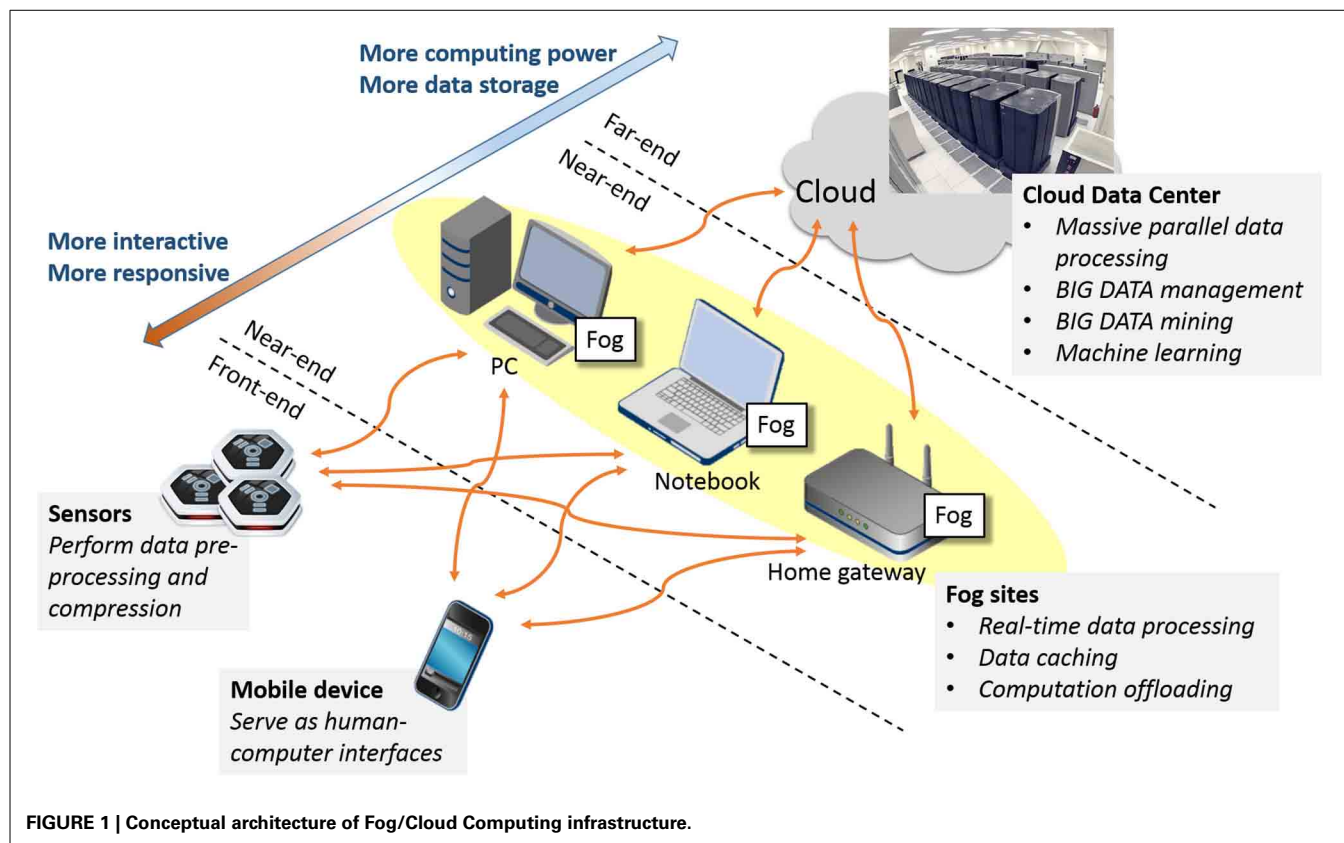 More computing power
More data storage
More interactive
More responsive
Far-end
Near-end
Near-end
Front-end
Cloud
Cloud Data Center
• Massive parallel data
processing
• BIG DATA management
• BIG DATA mining
• Machine learning
Fog
PC
Fog
Notebook
Fog
Home gateway
Sensors
Perform data pre-
processing and
compression
10:15
Mobile device
Serve as human-
computer interfaces
Fog sites
• Real-time data processing
• Data caching
• Computation offloading
FIGURE 1 | Conceptual architecture of Fog/Cloud Computing infrastructure.